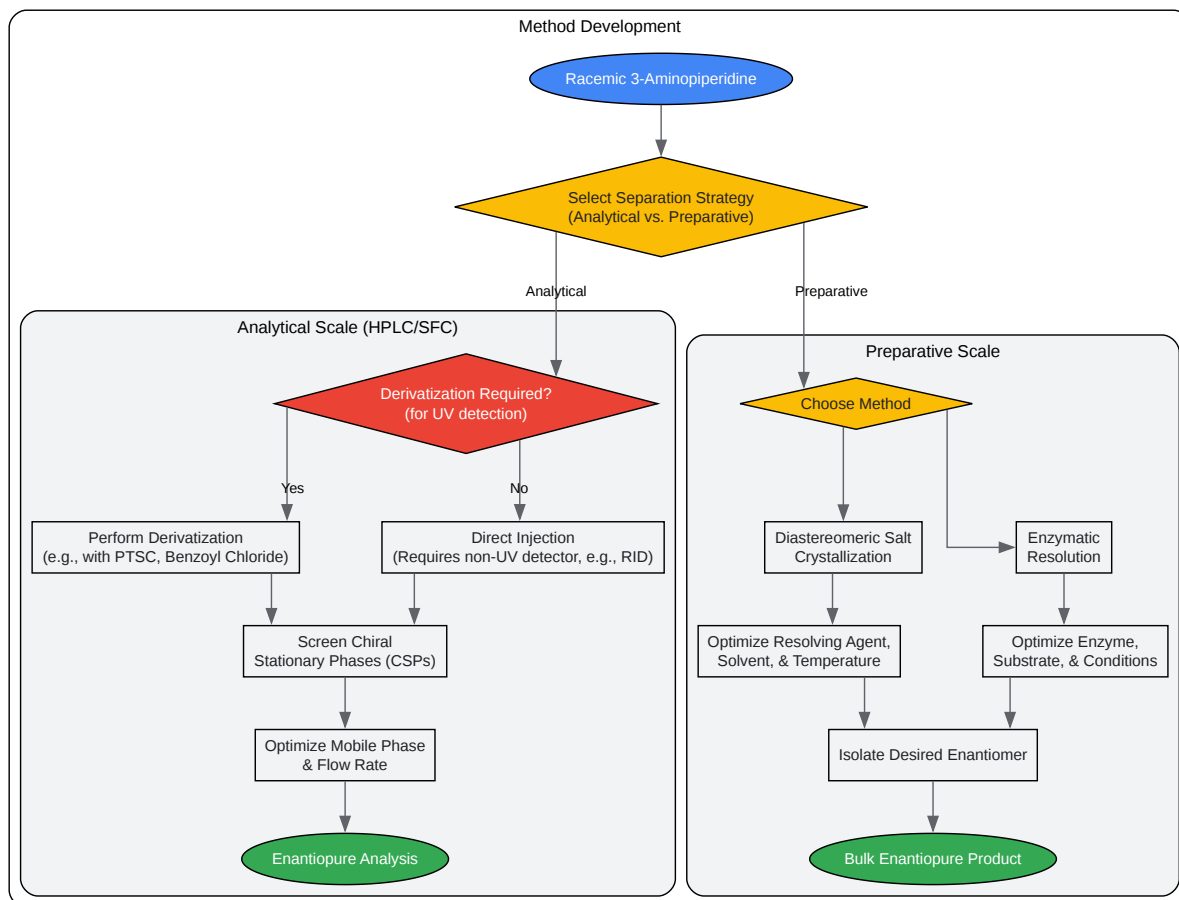 Method Development
Racemic 3-Aminopiperidine
Select Separation Strategy
(Analytical vs. Preparative)
Analytical
Preparative
Analytical Scale (HPLC/SFC)
Derivatization Required?
(for UV detection)
Yes
No
Perform Derivatization
(e.g., with PTSC, Benzoyl Chloride)
Direct Injection
(Requires non-UV detector, e.g., RID)
Screen Chiral
Stationary Phases (CSPs)
Optimize Mobile Phase
& Flow Rate
Enantiopure Analysis
Preparative Scale
Choose Method
Diastereomeric Salt
Crystallization
Enzymatic
Resolution
Optimize Resolving Agent,
Solvent, & Temperature
Optimize Enzyme,
Substrate, & Conditions
Isolate Desired Enantiomer
Bulk Enantiopure Product